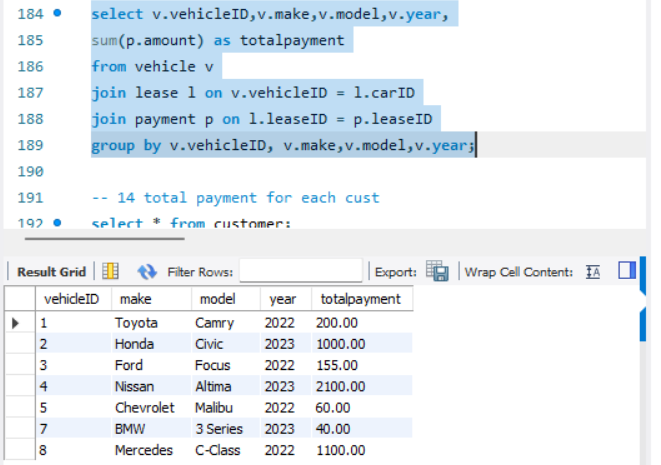 184 select v.vehicleID,v.make,v.model,v.year,
185 sum(p.amount) as totalpayment
186 from vehicle v
187 join lease l on v.vehicleID = l.carID
188 join payment p on l.leaseID = p.leaseID
189 group by v.vehicleID, v.make,v.model,v.year;
190
191 -- 14 total payment for each cust
192 select * from customer;
Result Grid Filter Rows: Export: Wrap Cell Content: IA
vehicleID make model year totalpayment
1 Toyota Camry 2022 200.00
2 Honda Civic 2023 1000.00
3 Ford Focus 2022 155.00
4 Nissan Altima 2023 2100.00
5 Chevrolet Malibu 2022 60.00
7 BMW 3 Series 2023 40.00
8 Mercedes C-Class 2022 1100.00